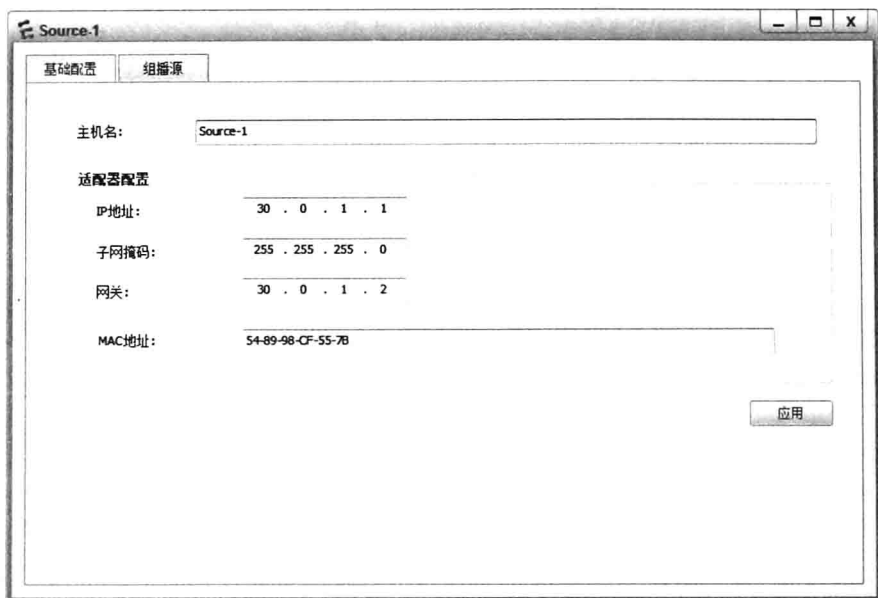 Source-1
基础配置 组播源
主机名: Source-1
适配器配置
IP地址: 30 . 0 . 1 . 1
子网掩码: 255 . 255 . 255 . 0
网关: 30 . 0 . 1 . 2
MAC地址: 54-89-98-CF-55-7B
应用